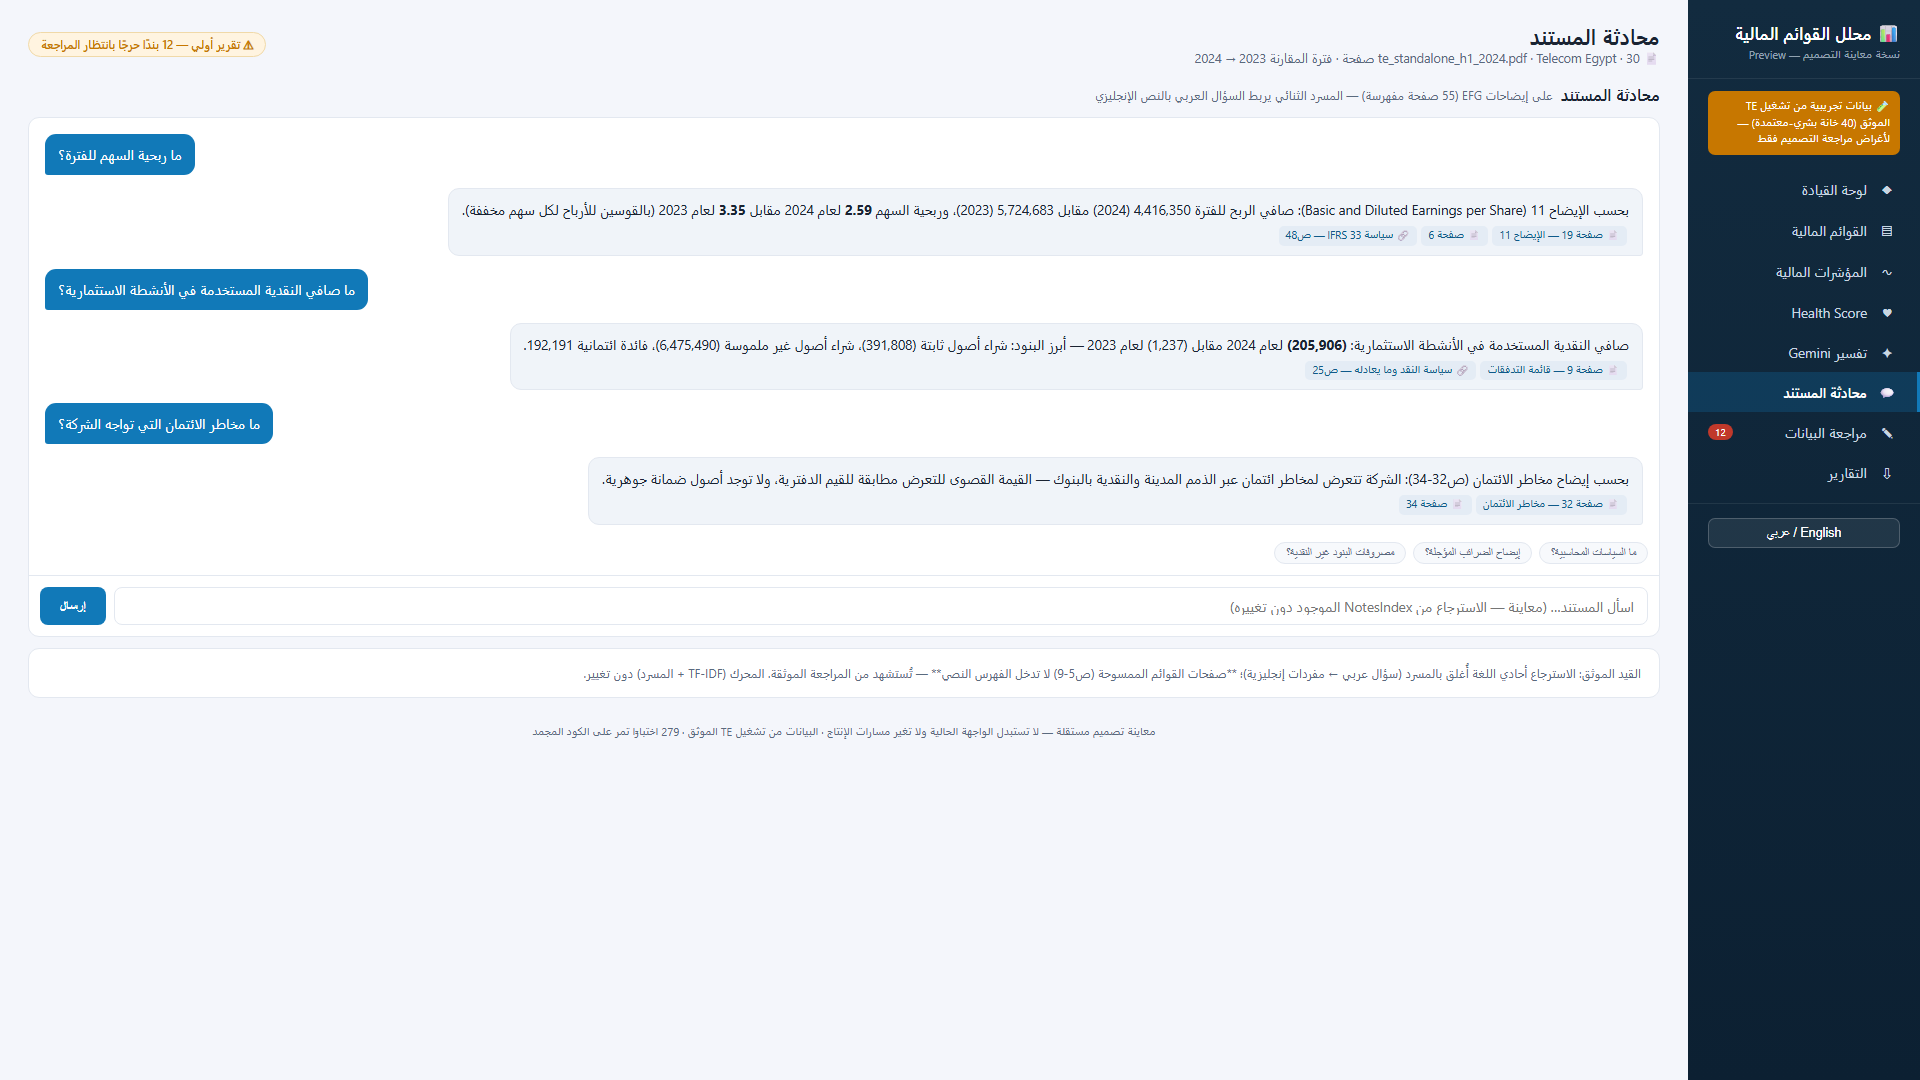 محلل القوائم المالية
نسخة معاينة التصميم — Preview
بيانات تجريبية من تشغيل TE
الموثق (40 خانة بشري-معتمدة) —
لأغراض مراجعة التصميم فقط
لوحة القيادة
القوائم المالية
المؤشرات المالية
Health Score
تفسير Gemini
محادثة المستند
مراجعة البيانات
12
التقارير
عربي / English
محادثة المستند
te_standalone_h1_2024.pdf · Telecom Egypt · 30 صفحة · فترة المقارنة 2023 → 2024
⚠ تقرير أولي — 12 بندًا حرجًا بانتظار المراجعة
محادثة المستند على إيضاحات EFG (55 صفحة مفهرسة) — المسرد الثنائي يربط السؤال العربي بالنص الإنجليزي
ما ربحية السهم للفترة؟
بحسب الإيضاح 11 (Basic and Diluted Earnings per Share): صافي الربح للفترة 4,416,350 (2024) مقابل 5,724,683 (2023)، وربحية السهم 2.59 لعام 2024 مقابل 3.35 لعام 2023 (بالقوسين للأرباح لكل سهم مخففة).
صفحة 19 — الإيضاح 11
صفحة 6
سياسة IFRS 33 — ص48
ما صافي النقدية المستخدمة في الأنشطة الاستثمارية؟
صافي النقدية المستخدمة في الأنشطة الاستثمارية: (205,906) لعام 2024 مقابل (1,237) لعام 2023 — أبرز البنود: شراء أصول ثابتة (391,808)، شراء أصول غير ملموسة (6,475,490)، فائدة ائتمانية 192,191.
صفحة 9 — قائمة التدفقات
سياسة النقد وما يعادله — ص25
ما مخاطر الائتمان التي تواجه الشركة؟
بحسب إيضاح مخاطر الائتمان (ص32-34): الشركة تتعرض لمخاطر ائتمان عبر الذمم المدينة والنقدية بالبنوك — القيمة القصوى للتعرض مطابقة للقيم الدفترية، ولا توجد أصول ضمانة جوهرية.
صفحة 32 — مخاطر الائتمان
صفحة 34
ما السياسات المحاسبية؟
إيضاح الضرائب المؤجلة؟
مصروفات البنود غير النقدية؟
اسأل المستند... (معاينة — الاسترجاع من NotesIndex الموجود دون تغييره)
إرسال
القيد الموثق: الاسترجاع أحادي اللغة أُغلق بالمسرد (سؤال عربي ← مفردات إنجليزية)؛ **صفحات القوائم الممسوحة (ص5-9) لا تدخل الفهرس النصي** — تُستشهد من المراجعة الموثقة. المحرك (TF-IDF + المسرد) دون تغيير.
معاينة تصميم مستقلة — لا تستبدل الواجهة الحالية ولا تغير مسارات الإنتاج · البيانات من تشغيل TE الموثق · 279 اختبارًا تمر على الكود المجمد